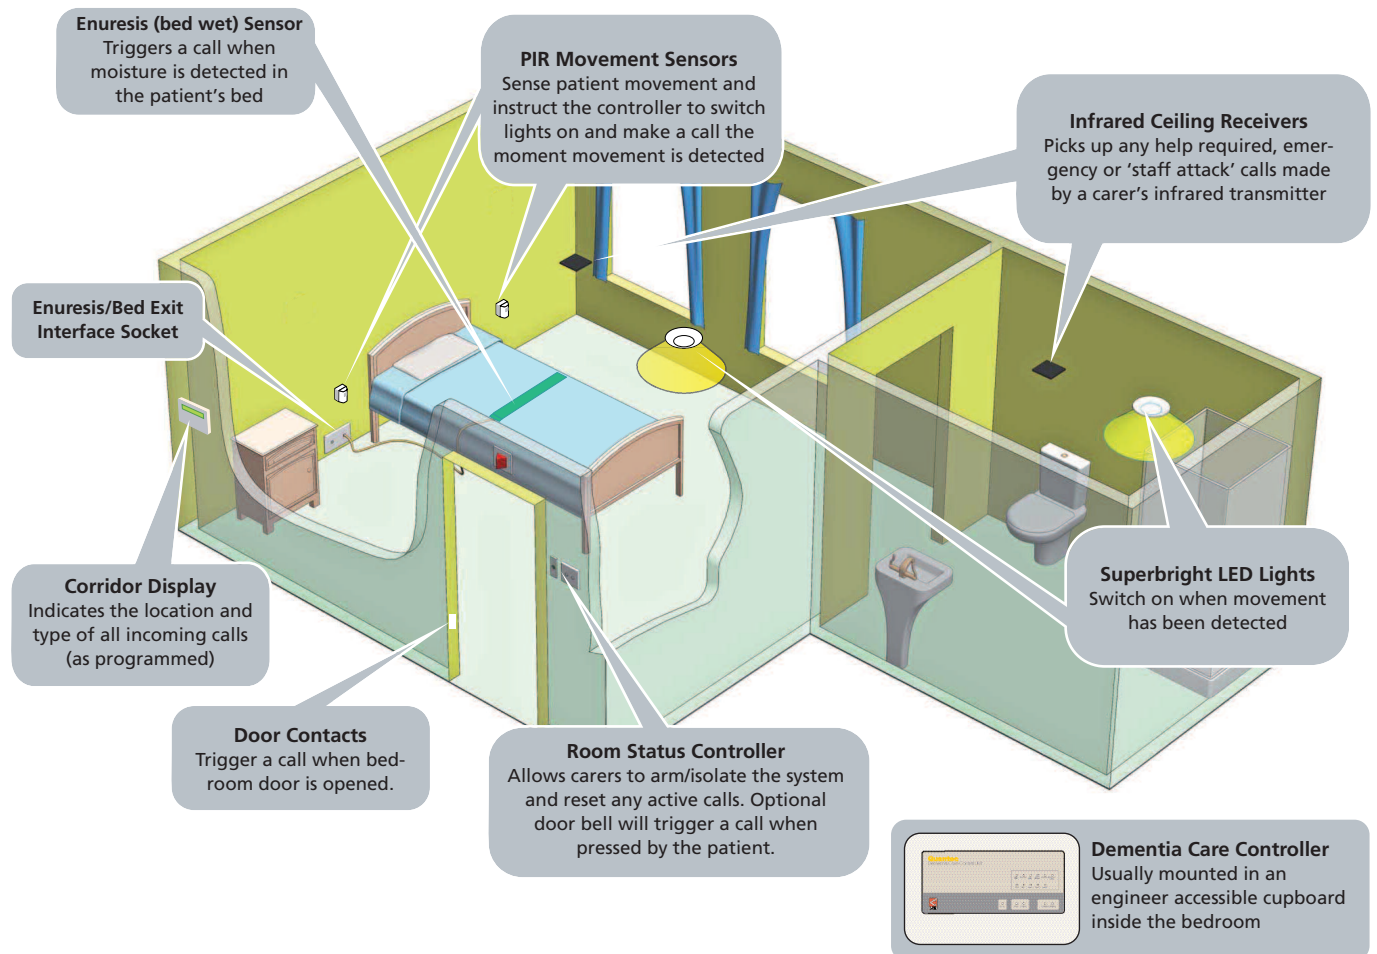 Enuresis (bed wet) Sensor
Triggers a call when
moisture is detected in
the patient's bed
PIR Movement Sensors
Sense patient movement and
instruct the controller to switch
lights on and make a call the
moment movement is detected
Infrared Ceiling Receivers
Picks up any help required, emer-
gency or 'staff attack' calls made
by a carer's infrared transmitter
Enuresis/Bed Exit
Interface Socket
Corridor Display
Indicates the location and
type of all incoming calls
(as programmed)
Superbright LED Lights
Switch on when movement
has been detected
Door Contacts
Trigger a call when bed-
room door is opened.
Room Status Controller
Allows carers to arm/isolate the system
and reset any active calls. Optional
door bell will trigger a call when
pressed by the patient.
Dementia Care Controller
Usually mounted in an
engineer accessible cupboard
inside the bedroom